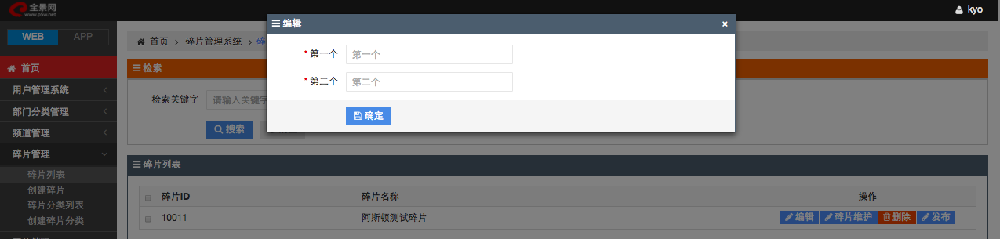 全景网
www.p5w.net
kyo
WEB
APP
首页
用户管理系统
部门分类管理
频道管理
碎片管理
碎片列表
创建碎片
碎片分类列表
创建碎片分类
首页 > 碎片管理系统 > 碎
检索
检索关键字
请输入关键字
搜索
编辑
×
* 第一个
第一个
* 第二个
第二个
确定
碎片列表
碎片ID 碎片名称 操作
10011 阿斯顿测试碎片 编辑 碎片维护 删除 发布